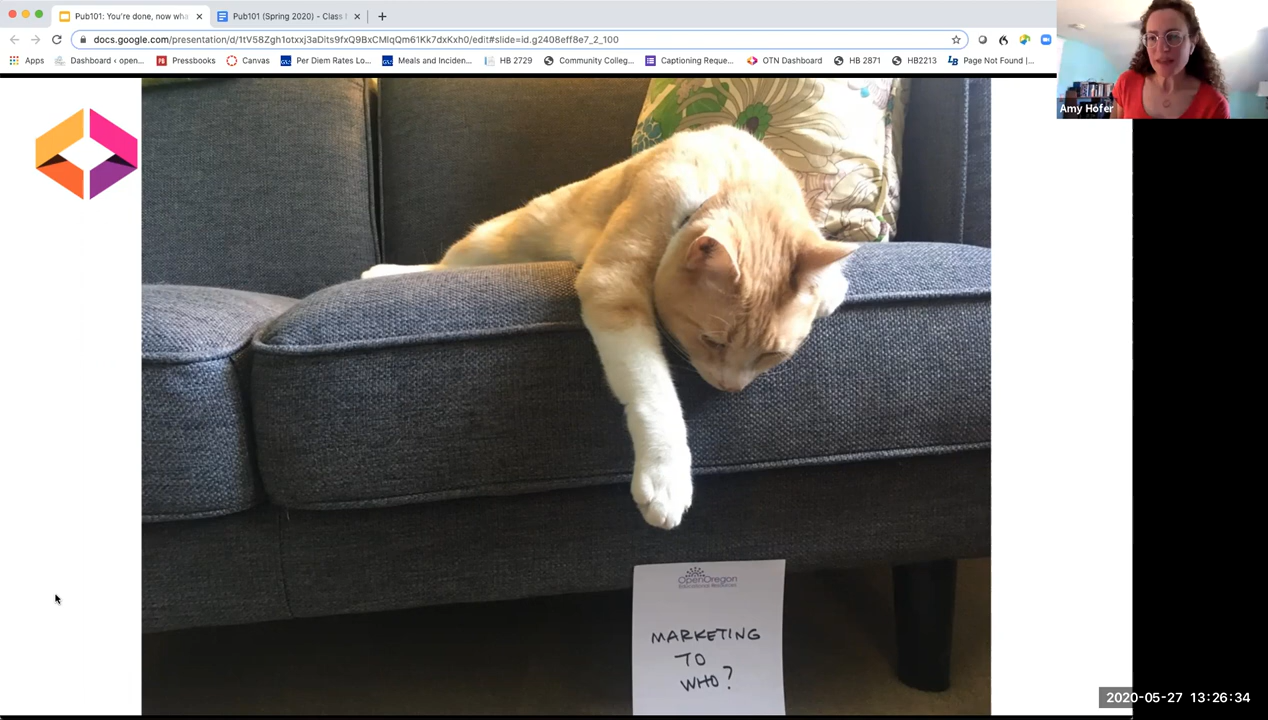 Pub101: You're done, now wha
Pub101 (Spring 2020) - Class
docs.google.com/presentation/d/1tV58Zgh1otxxj3aDits9fxQ9BxCMlqQm61Kk7dxKxh0/edit#slide=id.g2408eff8e7_2_100
Apps
Dashboard ‹ open...
Pressbooks
Canvas
Per Diem Rates Lo...
Meals and Inciden...
HB 2729
Community Colleg...
Captioning Reque...
OTN Dashboard
HB 2871
HB2213
Page Not Found |...
Amy Hofer
OpenOregon
Educational Resources
MARKETING
TO
WHO?
2020-05-27 13:26:34